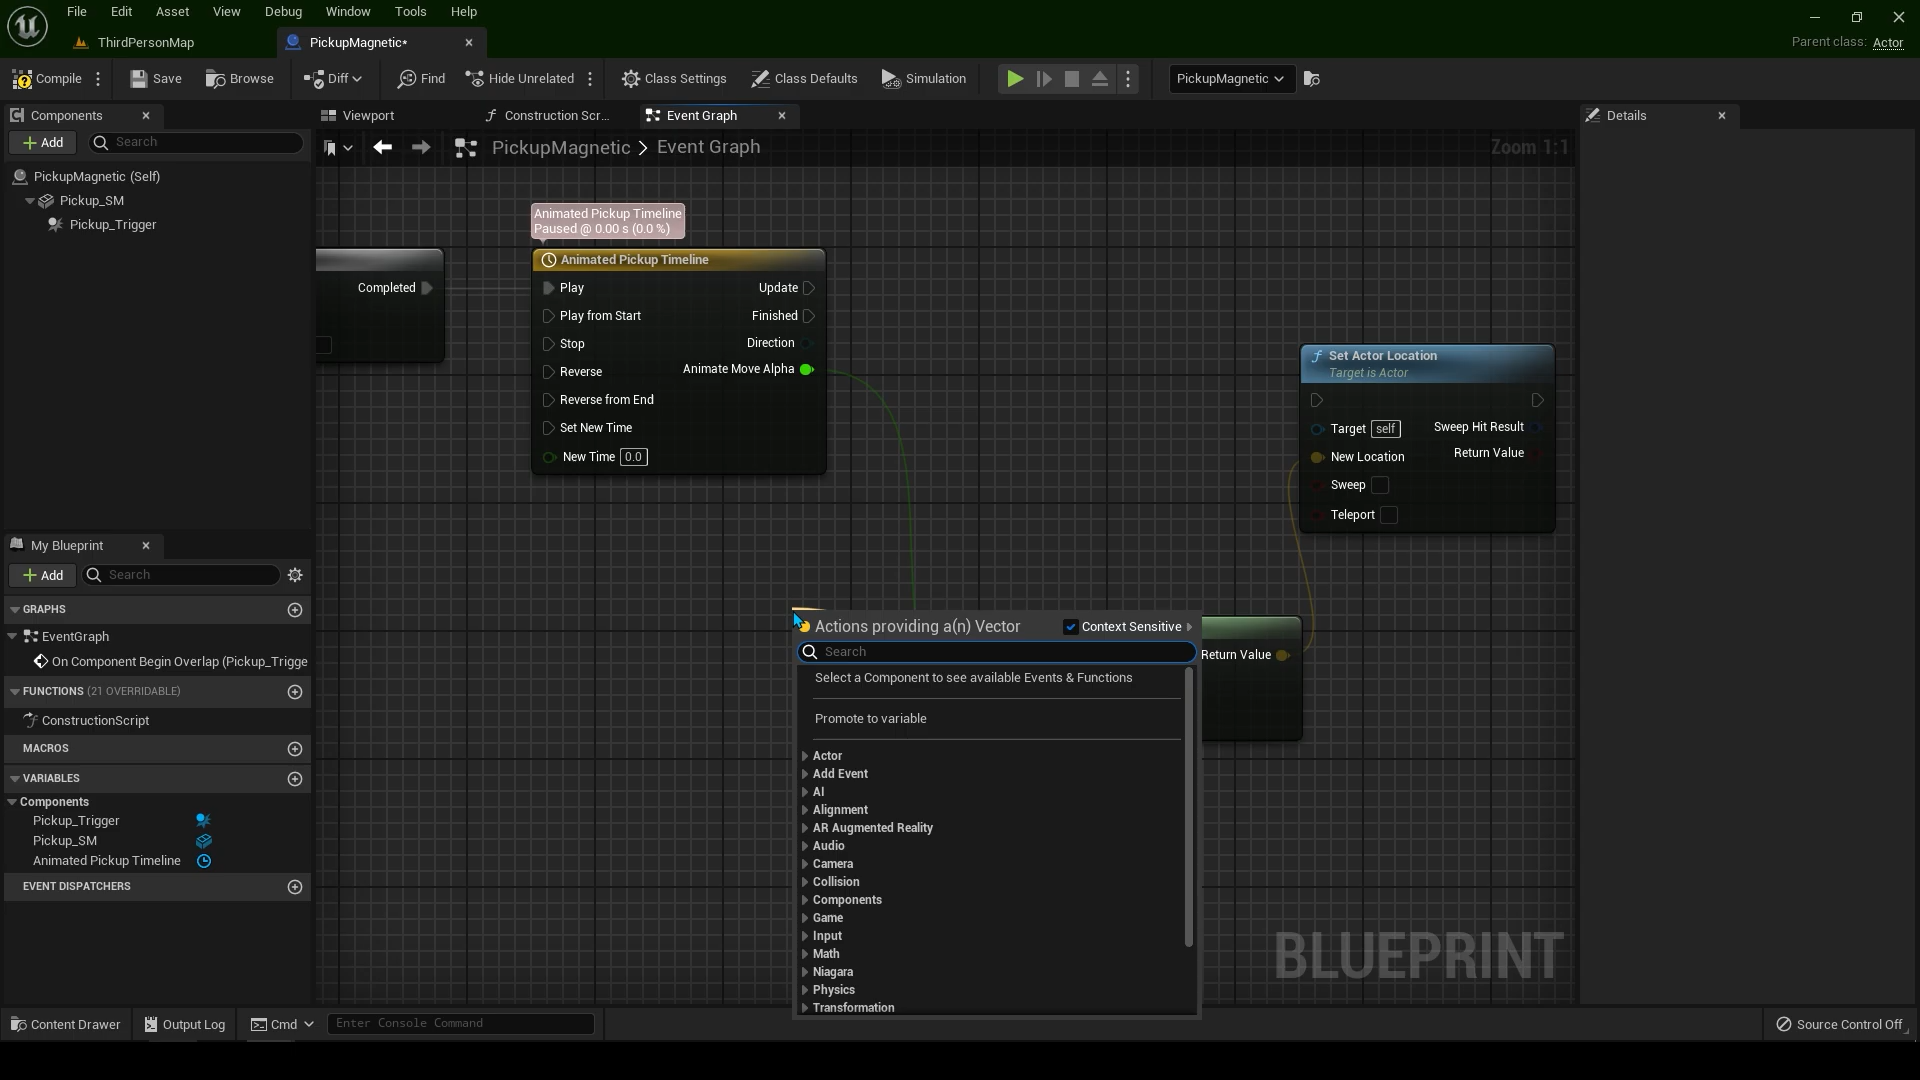 File Edit Asset View Debug Window Tools Help
ThirdPersonMap
PickupMagnetic*
Parent class: Actor
Compile
Save
Browse
Diff
Find
Hide Unrelated
Class Settings
Class Defaults
Simulation
PickupMagnetic
Components
Add
Search
PickupMagnetic (Self)
Pickup_SM
Pickup_Trigger
Viewport
Construction Scr...
Event Graph
PickupMagnetic > Event Graph
Zoom 1:1
Details
Animated Pickup Timeline
Paused @ 0.00 s (0.0 %)
Completed
Animated Pickup Timeline
Play
Update
Play from Start
Finished
Stop
Direction
Reverse
Animate Move Alpha
Reverse from End
Set New Time
New Time 0.0
Set Actor Location
Target is Actor
Target self
Sweep Hit Result
New Location
Return Value
Sweep
Teleport
Return Value
Actions providing a(n) Vector
Context Sensitive
Search
Select a Component to see available Events & Functions
Promote to variable
Actor
Add Event
AI
Alignment
AR Augmented Reality
Audio
Camera
Collision
Components
Game
Input
Math
Niagara
Physics
Transformation
BLUEPRINT
My Blueprint
Add
Search
GRAPHS
EventGraph
On Component Begin Overlap (Pickup_Trigge
FUNCTIONS (21 OVERRIDABLE)
ConstructionScript
MACROS
VARIABLES
Components
Pickup_Trigger
Pickup_SM
Animated Pickup Timeline
EVENT DISPATCHERS
Content Drawer
Output Log
Cmd
Enter Console Command
Source Control Off